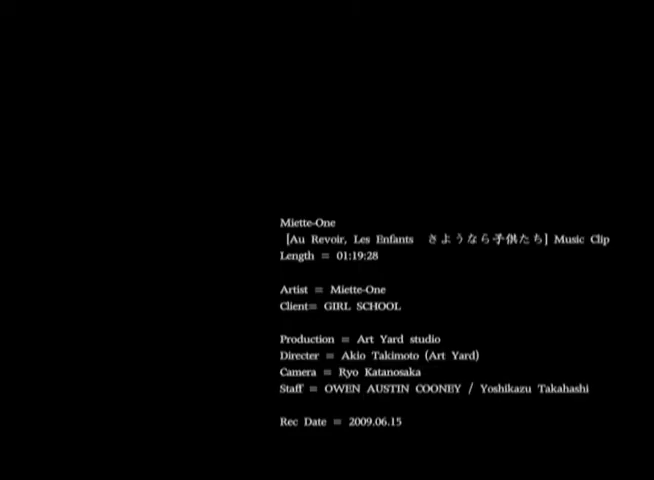 Miette-One
[Au Revoir, Les Enfants さようなら子供たち] Music Clip
Length = 01:19:28
Artist = Miette-One
Client= GIRL SCHOOL
Production = Art Yard studio
Directer = Akio Takimoto (Art Yard)
Camera = Ryo Katanosaka
Staff = OWEN AUSTIN COONEY / Yoshikazu Takahashi
Rec Date = 2009.06.15